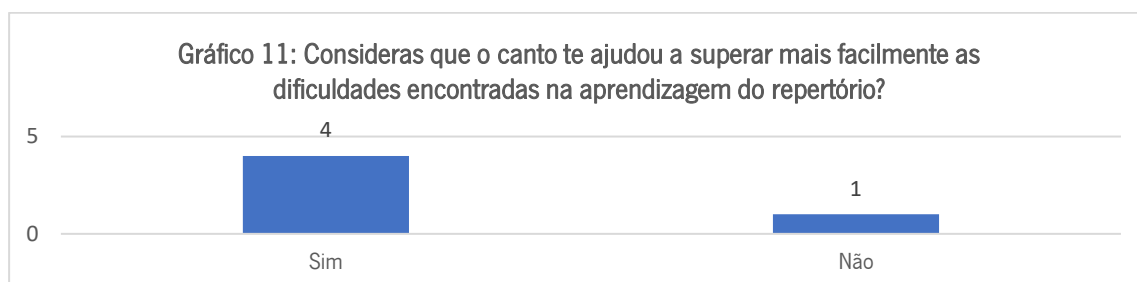 Gráfico 11: Consideras que o canto te ajudou a superar mais facilmente as
dificuldades encontradas na aprendizagem do repertório?
5
4
1
0
Sim
Não